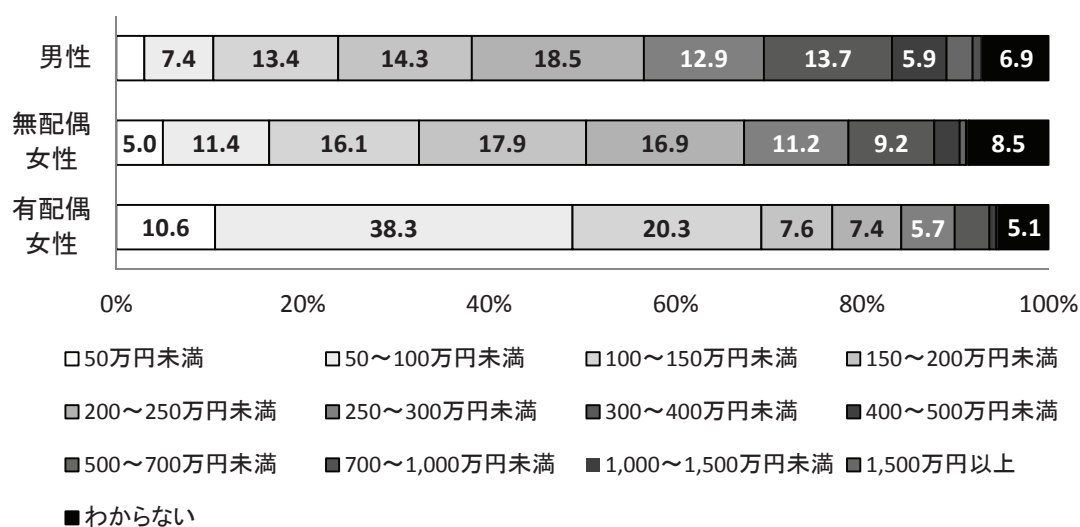 男性 7.4 13.4 14.3 18.5 12.9 13.7 5.9 6.9
無配偶
女性
5.0 11.4 16.1 17.9 16.9 11.2 9.2 8.5
有配偶
女性
10.6 38.3 20.3 7.6 7.4 5.7 5.1
0% 20% 40% 60% 80% 100%
50万円未満 50～100万円未満 100～150万円未満 150～200万円未満
200～250万円未満 250～300万円未満 300～400万円未満 400～500万円未満
500～700万円未満 700～1,000万円未満 1,000～1,500万円未満 1,500万円以上
わからない